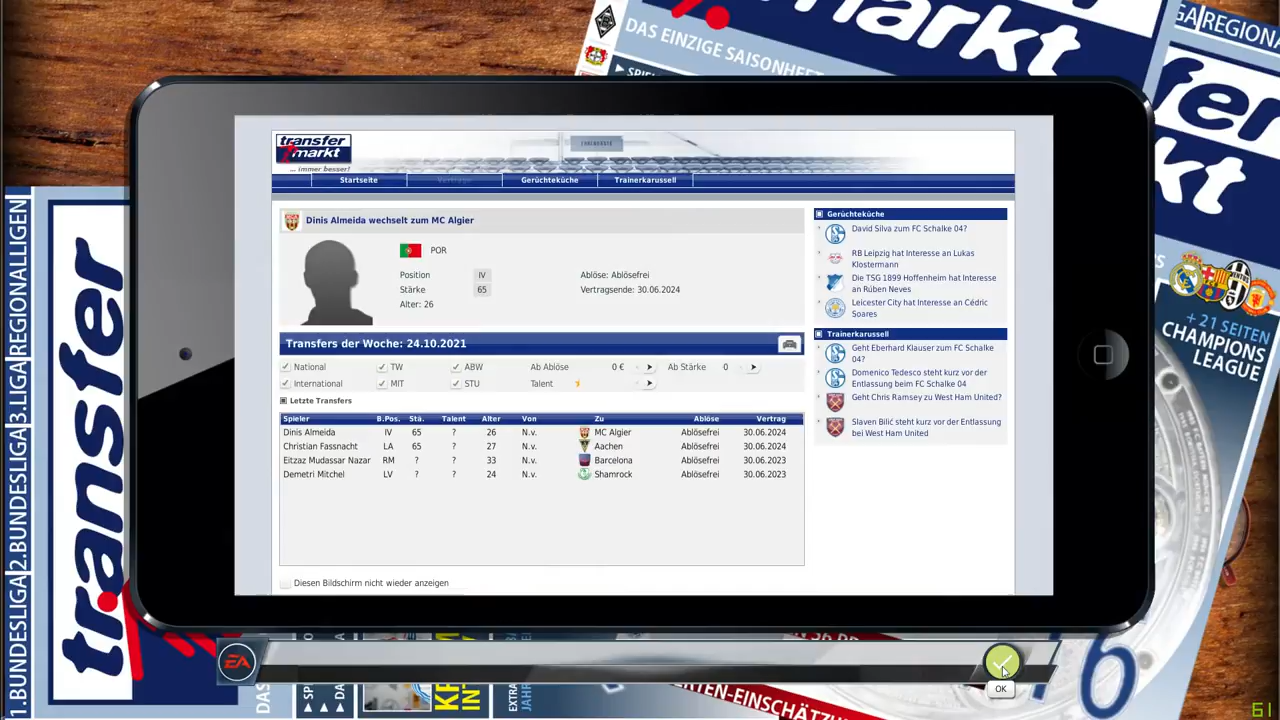 DAS EINZIGE SAISONHEFT
GA REGIONAL
transfer
markt
... immer besser!
Startseite
Gerüchteküche
Trainerkarussell
Dinis Almeida wechselt zum MC Algier
POR
Position IV
Stärke 65
Alter: 26
Ablöse: Ablösefrei
Vertragsende: 30.06.2024
Transfers der Woche: 24.10.2021
National TW ABW Ab Ablöse 0 € Ab Stärke 0
International MIT STU Talent
Letzte Transfers
Spieler B.Pos. Stä. Talent Alter Von Zu Ablöse Vertrag
Dinis Almeida IV 65 ? 26 N.v. MC Algier Ablösefrei 30.06.2024
Christian Fassnacht LA 65 ? 27 N.v. Aachen Ablösefrei 30.06.2024
Eitzaz Mudassar Nazar RM ? ? 33 N.v. Barcelona Ablösefrei 30.06.2023
Demetri Mitchel LV ? ? 24 N.v. Shamrock Ablösefrei 30.06.2023
Diesen Bildschirm nicht wieder anzeigen
Gerüchteküche
David Silva zum FC Schalke 04?
RB Leipzig hat Interesse an Lukas
Klostermann
Die TSG 1899 Hoffenheim hat Interesse
an Rúben Neves
Leicester City hat Interesse an Cédric
Soares
Trainerkarussell
Geht Eberhard Klauser zum FC Schalke
04?
Domenico Tedesco steht kurz vor der
Entlassung beim FC Schalke 04
Geht Chris Ramsey zu West Ham United?
Slaven Bilić steht kurz vor der Entlassung
bei West Ham United
+ 21 SEITEN
CHAMPIONS
LEAGUE
1.BUNDESLIGA 2.BUNDESLIGA 3.LIGA REGIONALLIGEN
transfer
EA
OK
61